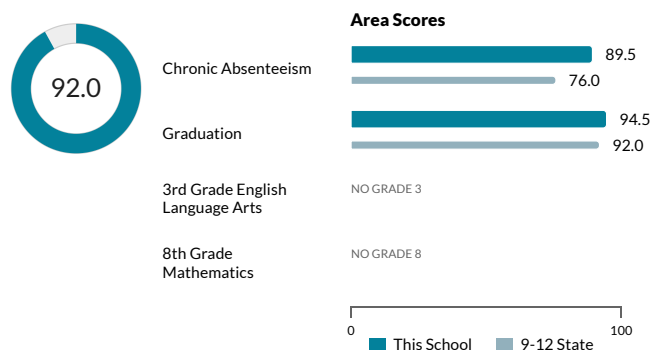 Area Scores
92.0
Chronic Absenteeism
89.5
76.0
Graduation
94.5
92.0
3rd Grade English
Language Arts
NO GRADE 3
8th Grade
Mathematics
NO GRADE 8
0
100
This School
9-12 State